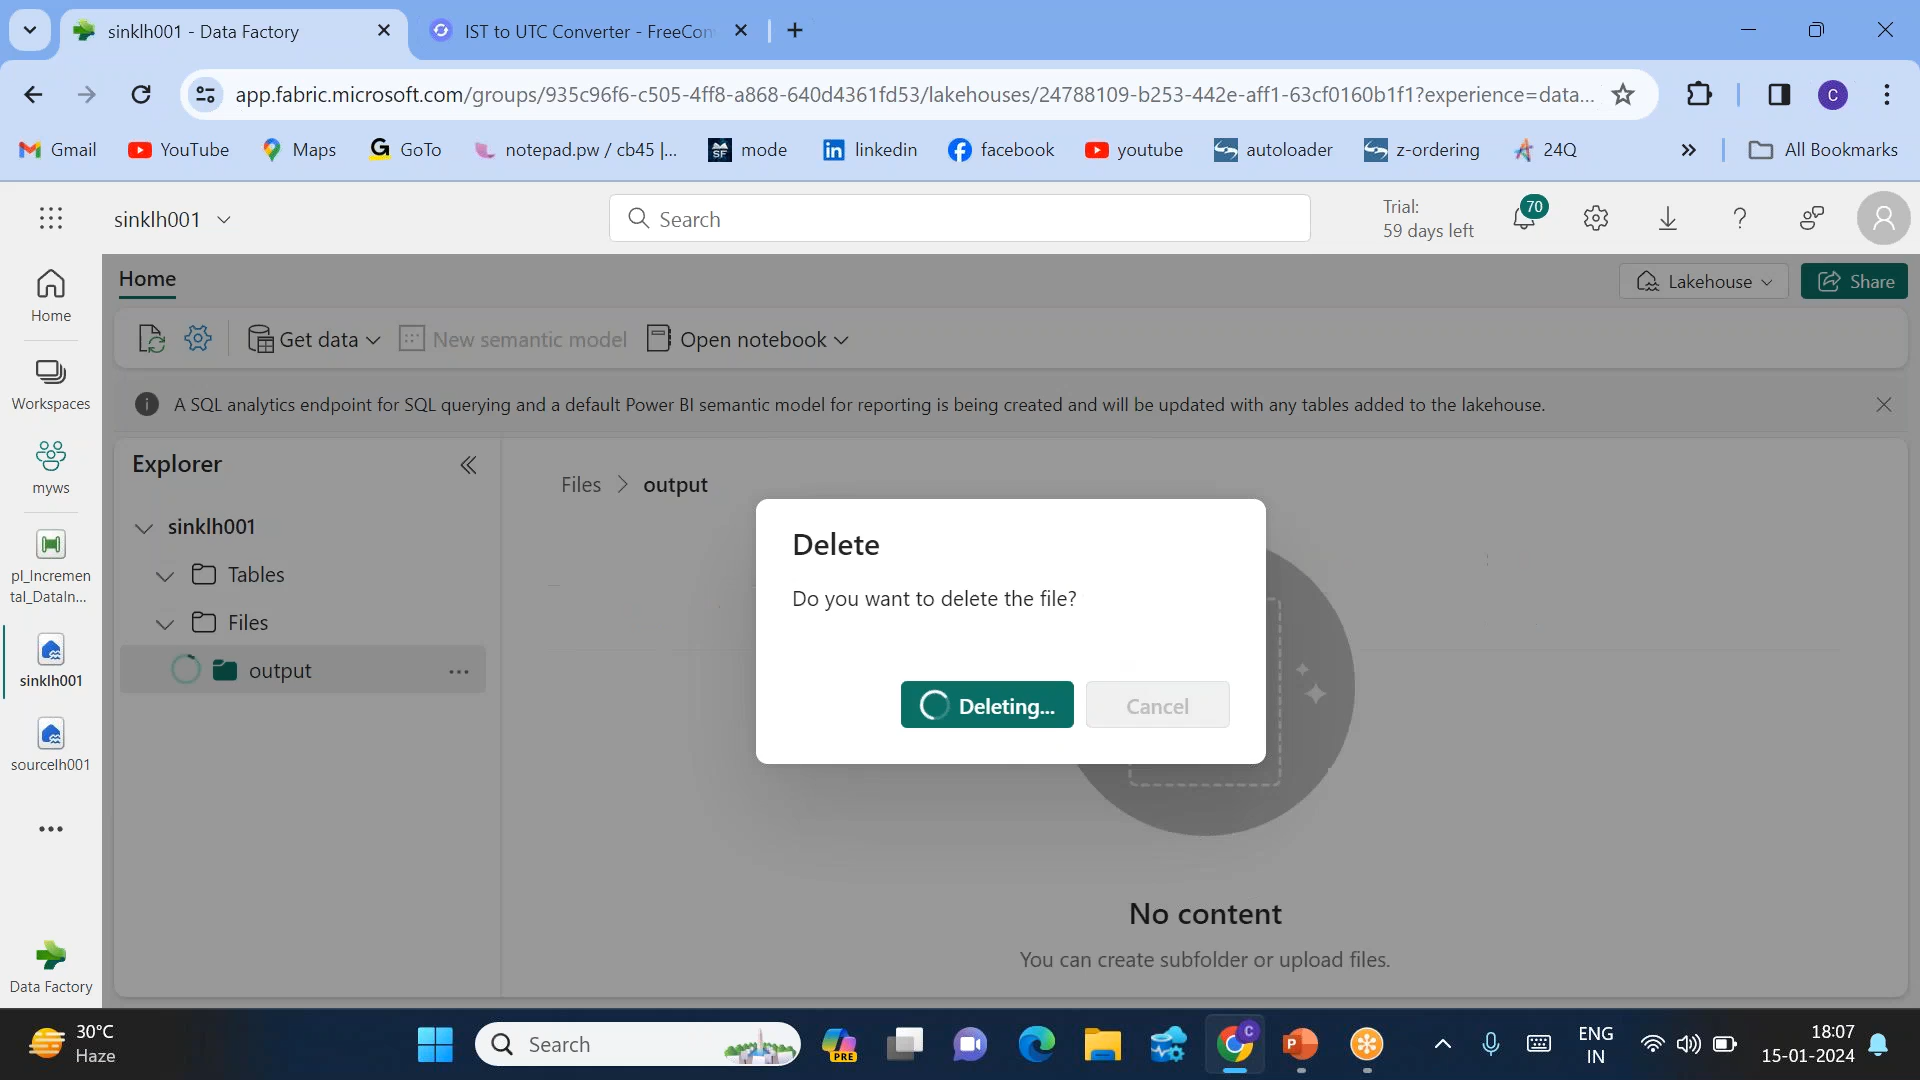 sinklh001 - Data Factory
IST to UTC Converter - FreeCon
app.fabric.microsoft.com/groups/935c96f6-c505-4ff8-a868-640d4361fd53/lakehouses/24788109-b253-442e-aff1-63cf0160b1f1?experience=data...
C
Gmail
YouTube
Maps
GoTo
notepad.pw / cb45 |...
mode
linkedin
facebook
youtube
autoloader
z-ordering
24Q
All Bookmarks
sinklh001
Search
Trial:
59 days left
70
Home
Workspaces
myws
pl_Incremen
tal_DataIn...
sinklh001
sourcelh001
Data Factory
Home
Lakehouse
Share
Get data
New semantic model
Open notebook
A SQL analytics endpoint for SQL querying and a default Power BI semantic model for reporting is being created and will be updated with any tables added to the lakehouse.
Explorer
sinklh001
Tables
Files
output
Files > output
Delete
Do you want to delete the file?
Deleting...
Cancel
No content
You can create subfolder or upload files.
30°C
Haze
Search
PRE
C
ENG
IN
18:07
15-01-2024